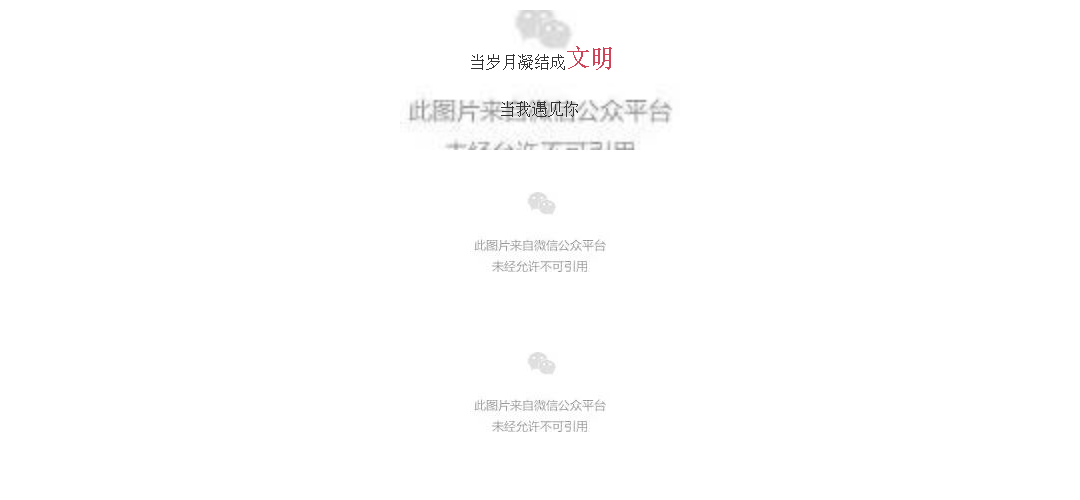 当岁月凝结成文明
当我遇见你
此图片来自微信公众平台
未经允许不可引用
此图片来自微信公众平台
未经允许不可引用
此图片来自微信公众平台
未经允许不可引用